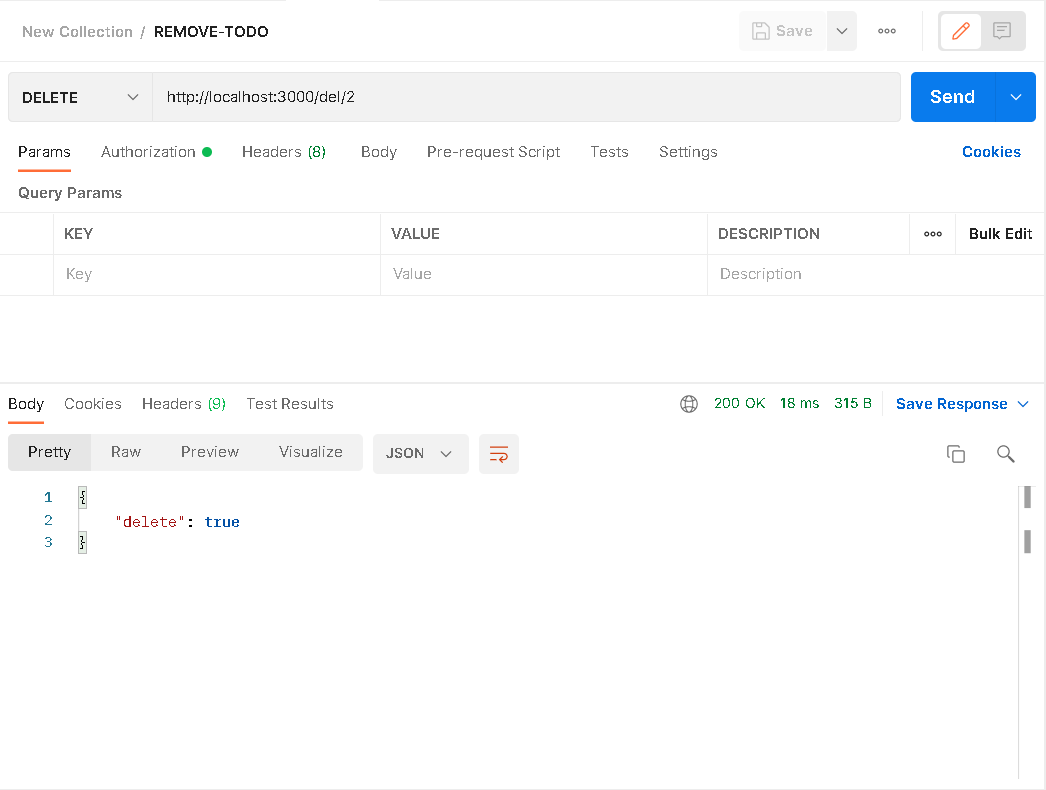 New Collection / REMOVE-TODO Save
DELETE http://localhost:3000/del/2 Send
Params Authorization Headers (8) Body Pre-request Script Tests Settings Cookies
Query Params
KEY VALUE DESCRIPTION Bulk Edit
Key Value Description
Body Cookies Headers (9) Test Results 200 OK 18 ms 315 B Save Response
Pretty Raw Preview Visualize JSON
1 {
2 "delete": true
3 }